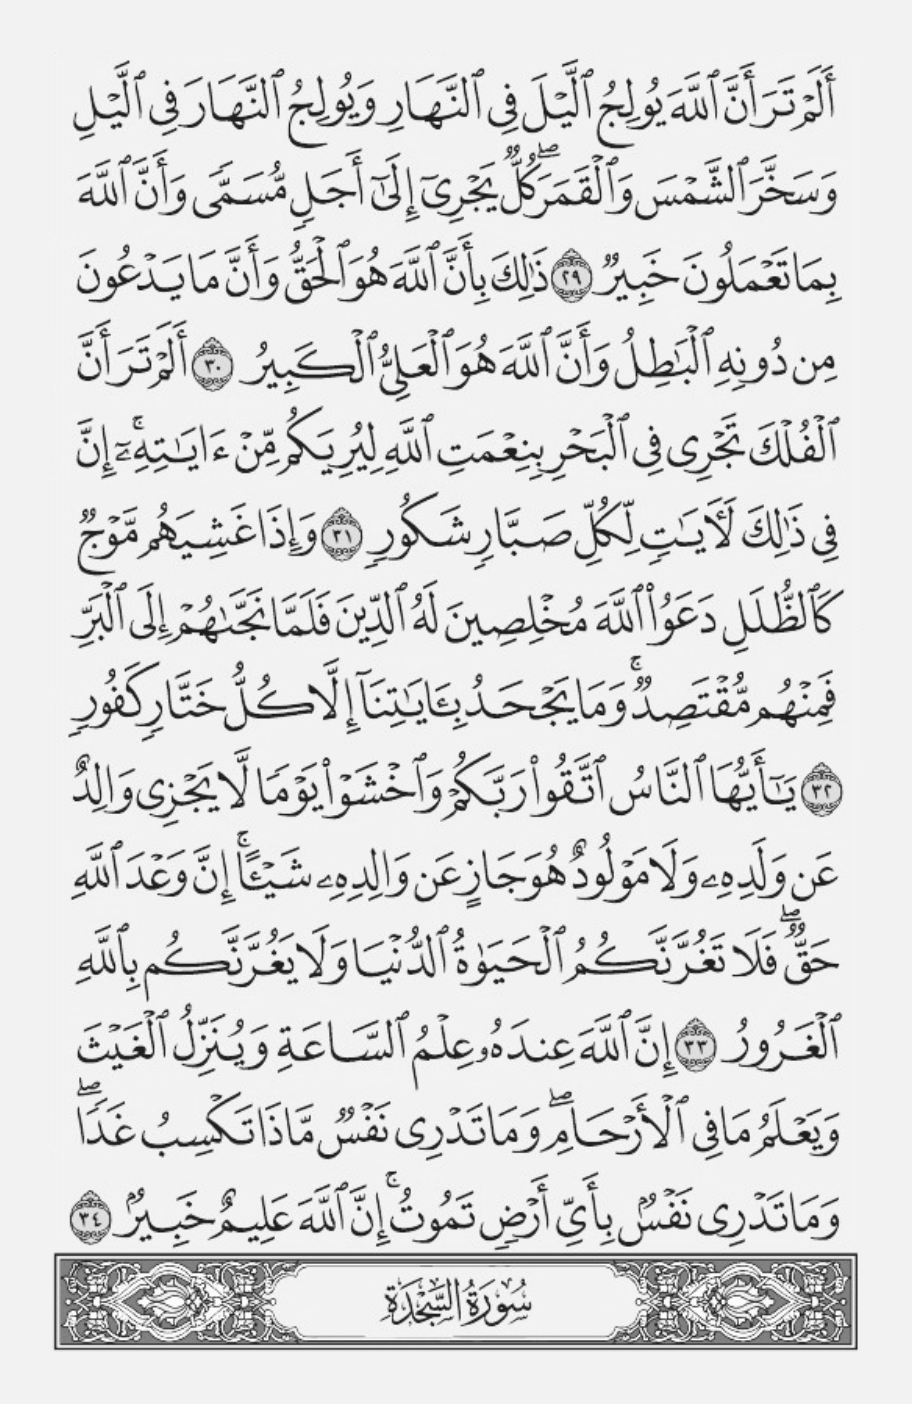 أَلَمۡ تَرَ أَنَّ ٱللَّهَ يُولِجُ ٱلَّيۡلَ فِي ٱلنَّهَارِ وَيُولِجُ ٱلنَّهَارَ فِي ٱلَّيۡلِ
وَسَخَّرَ ٱلشَّمۡسَ وَٱلۡقَمَرَۖ كُلّٞ يَجۡرِيٓ إِلَىٰٓ أَجَلٖ مُّسَمّٗى وَأَنَّ ٱللَّهَ
بِمَا تَعۡمَلُونَ خَبِيرٞ ٢٩ ذَٰلِكَ بِأَنَّ ٱللَّهَ هُوَ ٱلۡحَقُّ وَأَنَّ مَا يَدۡعُونَ
مِن دُونِهِ ٱلۡبَٰطِلُ وَأَنَّ ٱللَّهَ هُوَ ٱلۡعَلِيُّ ٱلۡكَبِيرُ ٣٠ أَلَمۡ تَرَ أَنَّ
ٱلۡفُلۡكَ تَجۡرِي فِي ٱلۡبَحۡرِ بِنِعۡمَتِ ٱللَّهِ لِيُرِيَكُم مِّنۡ ءَايَٰتِهِۦٓۚ إِنَّ
فِي ذَٰلِكَ لَأٓيَٰتٖ لِّكُلِّ صَبَّارٖ شَكُورٖ ٣١ وَإِذَا غَشِيَهُم مَّوۡجٞ
كَٱلظُّلَلِ دَعَوُاْ ٱللَّهَ مُخۡلِصِينَ لَهُ ٱلدِّينَ فَلَمَّا نَجَّىٰهُمۡ إِلَى ٱلۡبَرِّ
فَمِنۡهُم مُّقۡتَصِدٞۚ وَمَا يَجۡحَدُ بِـَٔايَٰتِنَآ إِلَّا كُلُّ خَتَّارٖ كَفُورٖ
٣٢ يَٰٓأَيُّهَا ٱلنَّاسُ ٱتَّقُواْ رَبَّكُمۡ وَٱخۡشَوۡاْ يَوۡمٗا لَّا يَجۡزِي وَالِدٌ
عَن وَلَدِهِۦ وَلَا مَوۡلُودٌ هُوَ جَازٍ عَن وَالِدِهِۦ شَيۡـًٔاۚ إِنَّ وَعۡدَ ٱللَّهِ
حَقّٞۖ فَلَا تَغُرَّنَّكُمُ ٱلۡحَيَوٰةُ ٱلدُّنۡيَا وَلَا يَغُرَّنَّكُم بِٱللَّهِ
ٱلۡغَرُورُ ٣٣ إِنَّ ٱللَّهَ عِندَهُۥ عِلۡمُ ٱلسَّاعَةِ وَيُنَزِّلُ ٱلۡغَيۡثَ
وَيَعۡلَمُ مَا فِي ٱلۡأَرۡحَامِۖ وَمَا تَدۡرِي نَفۡسٞ مَّاذَا تَكۡسِبُ غَدٗاۖ
وَمَا تَدۡرِي نَفۡسُۢ بِأَيِّ أَرۡضٖ تَمُوتُۚ إِنَّ ٱللَّهَ عَلِيمٌ خَبِيرُۢ ٣٤
سُورَةُ السَّجۡدَةِ